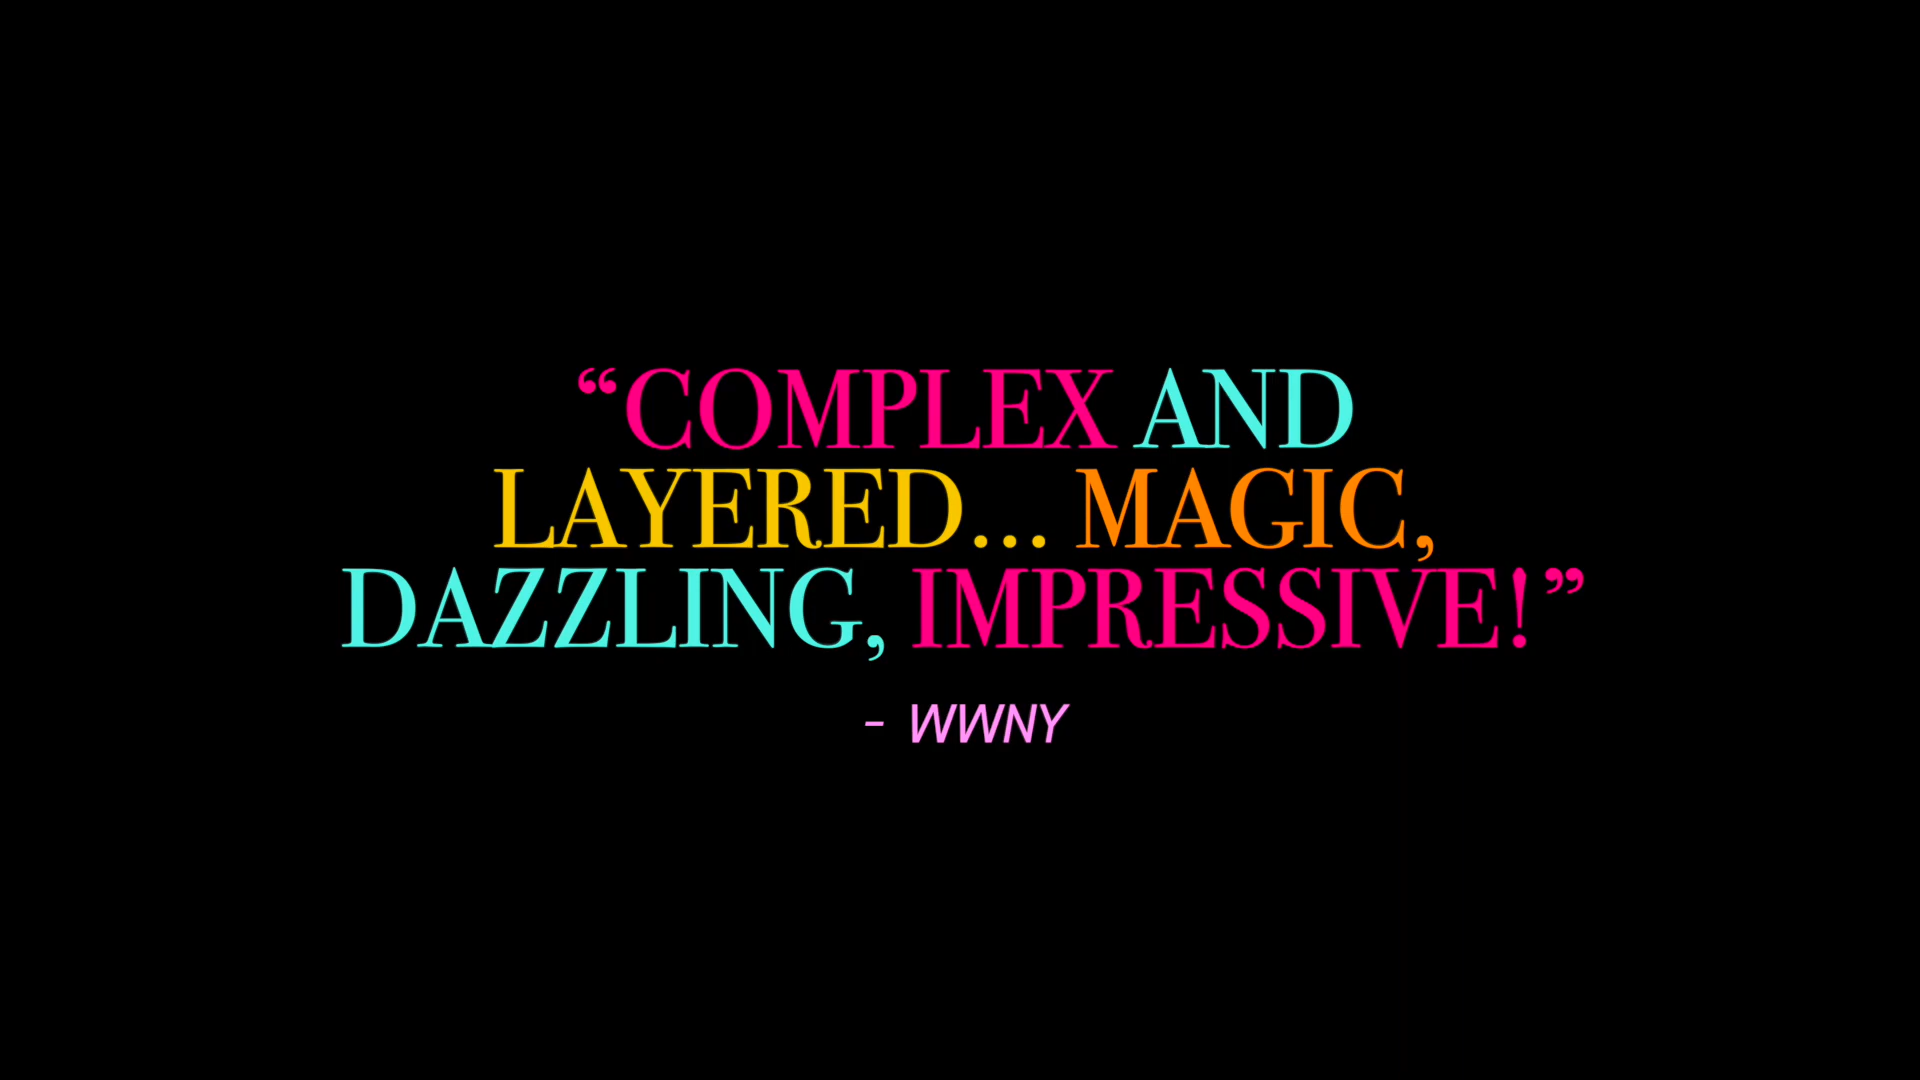 “COMPLEX AND
LAYERED... MAGIC,
DAZZLING, IMPRESSIVE!”
- WWNY